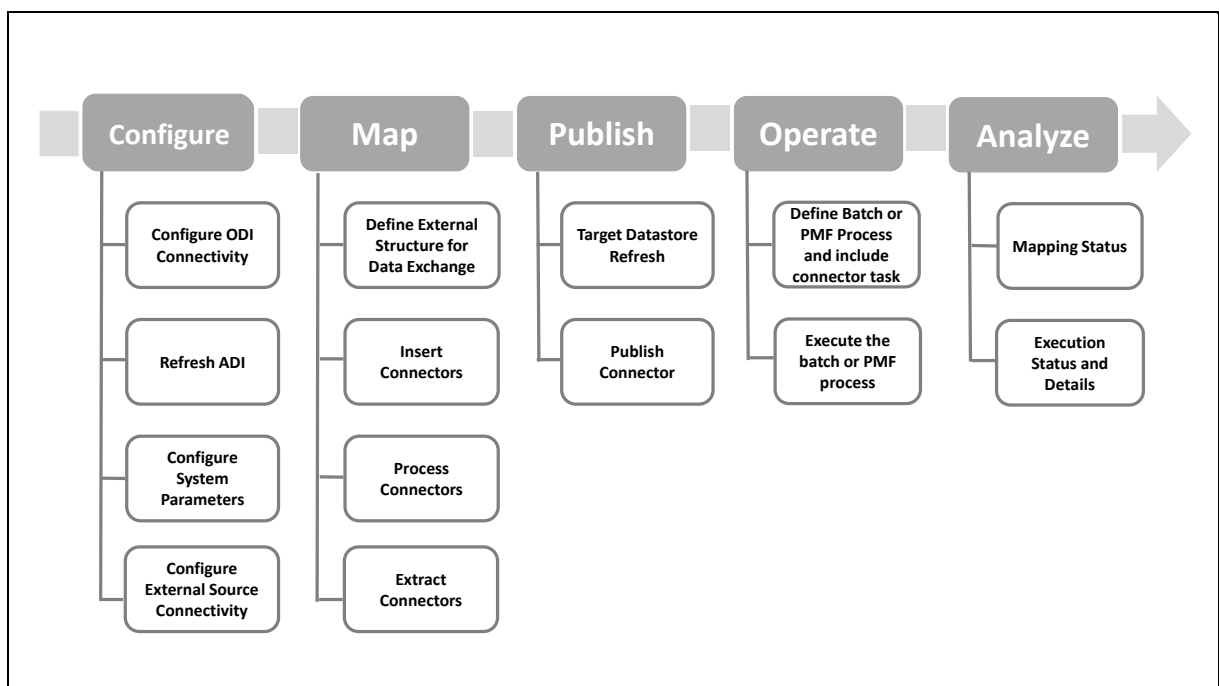 Configure
Map
Publish
Operate
Analyze
Configure ODI
Connectivity
Refresh ADI
Configure
System
Parameters
Configure
External Source
Connectivity
Define External
Structure for
Data Exchange
Insert
Connectors
Process
Connectors
Extract
Connectors
Target Datastore
Refresh
Publish
Connector
Define Batch or
PMF Process
and include
connector task
Execute the
batch or PMF
process
Mapping Status
Execution
Status and
Details